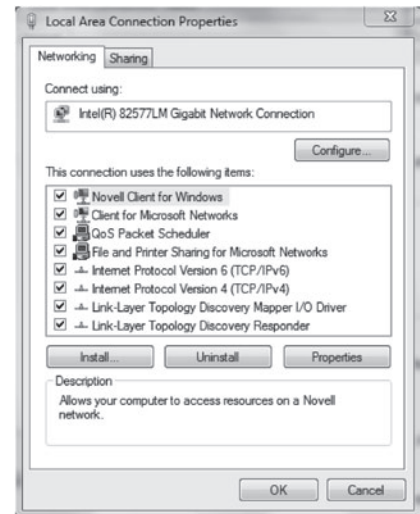 Local Area Connection Properties
Networking
Sharing
Connect using:
Intel(R) 82577LM Gigabit Network Connection
Configure...
This connection uses the following items:
Novell Client for Windows
Client for Microsoft Networks
QoS Packet Scheduler
File and Printer Sharing for Microsoft Networks
Internet Protocol Version 6 (TCP/IPv6)
Internet Protocol Version 4 (TCP/IPv4)
Link-Layer Topology Discovery Mapper I/O Driver
Link-Layer Topology Discovery Responder
Install...
Uninstall
Properties
Description
Allows your computer to access resources on a Novell
network.
OK
Cancel